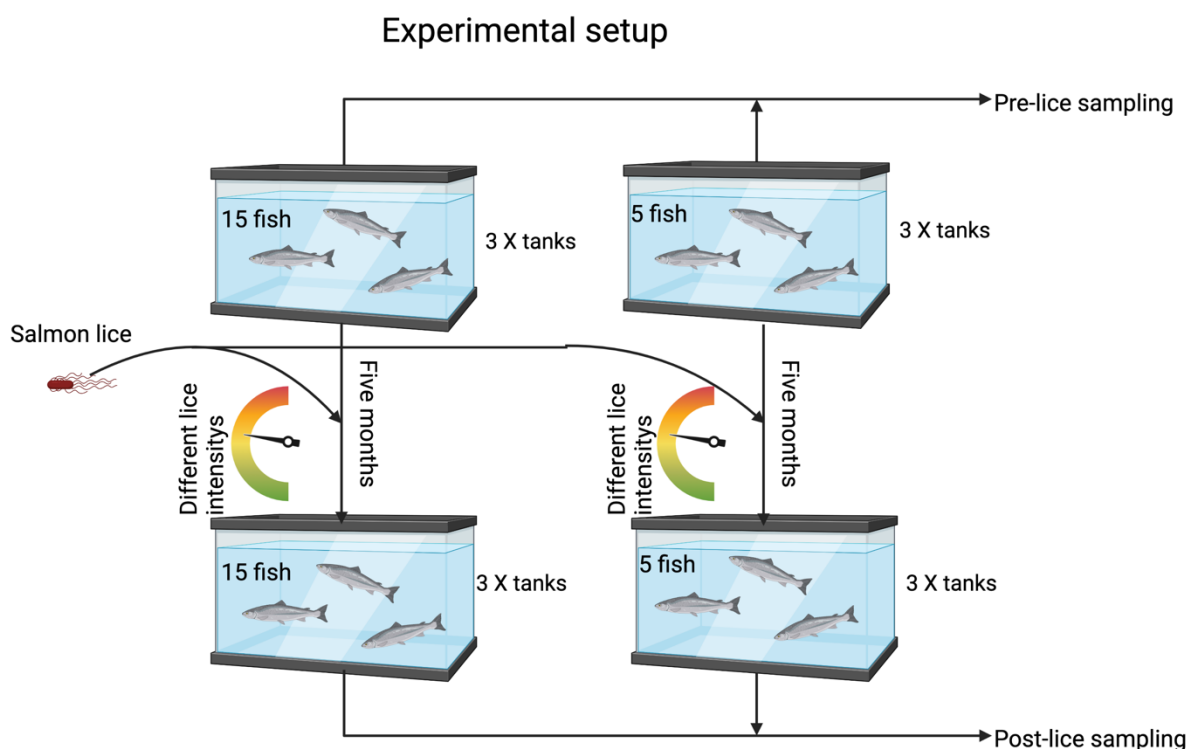 Experimental setup
Pre-lice sampling
15 fish
3 X tanks
5 fish
3 X tanks
Salmon lice
Different lice
intensitys
Five months
Different lice
intensitys
Five months
15 fish
3 X tanks
5 fish
3 X tanks
Post-lice sampling